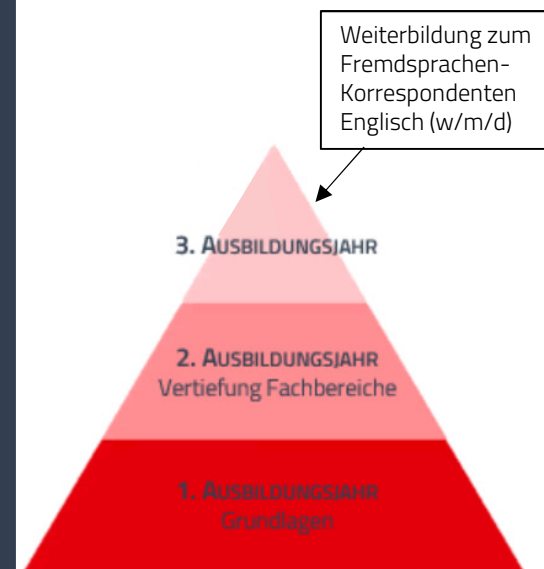 Weiterbildung zum
Fremdsprachen-
Korrespondenten
Englisch (w/m/d)
3. AUSBILDUNGSJAHR
2. AUSBILDUNGSJAHR
Vertiefung Fachbereiche
1. AUSBILDUNGSJAHR
Grundlagen